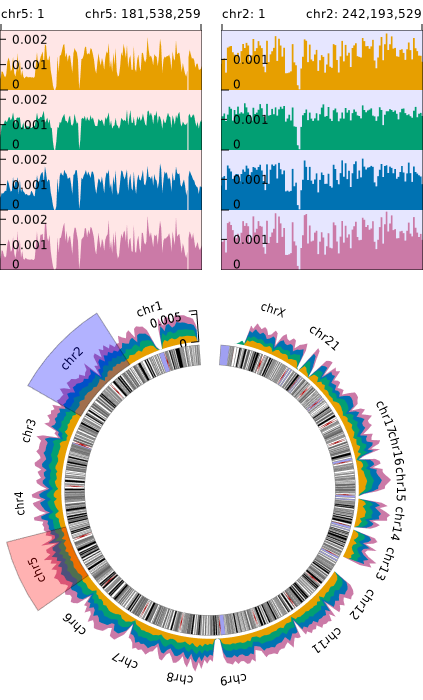 chr5: 1 chr5: 181,538,259 chr2: 1 chr2: 242,193,529
0.002
0.001
0
0.002
0.001
0
0.002
0.001
0
0.002
0.001
0
0.001
0
0.001
0
0.001
0
0.001
0
chr1
0.005
0
chrX
chr21
chr17
chr16
chr15
chr14
chr13
chr12
chr11
chr9
chr8
chr7
chr6
chr5
chr4
chr3
chr2